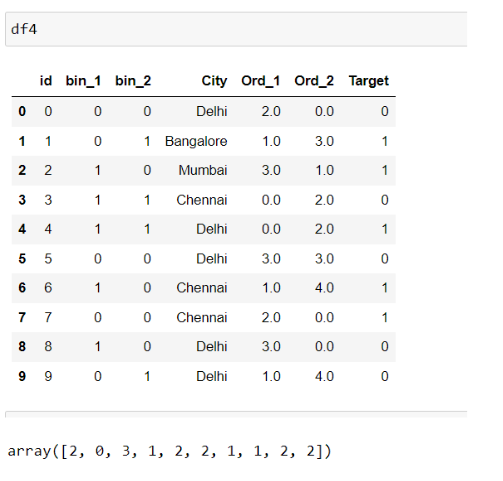 df4
id bin_1 bin_2 City Ord_1 Ord_2 Target
0 0 0 0 Delhi 2.0 0.0 0
1 1 0 1 Bangalore 1.0 3.0 1
2 2 1 0 Mumbai 3.0 1.0 1
3 3 1 1 Chennai 0.0 2.0 0
4 4 1 1 Delhi 0.0 2.0 1
5 5 0 0 Delhi 3.0 3.0 0
6 6 1 0 Chennai 1.0 4.0 1
7 7 0 0 Chennai 2.0 0.0 1
8 8 1 0 Delhi 3.0 0.0 0
9 9 0 1 Delhi 1.0 4.0 0
array([2, 0, 3, 1, 2, 2, 1, 1, 2, 2])